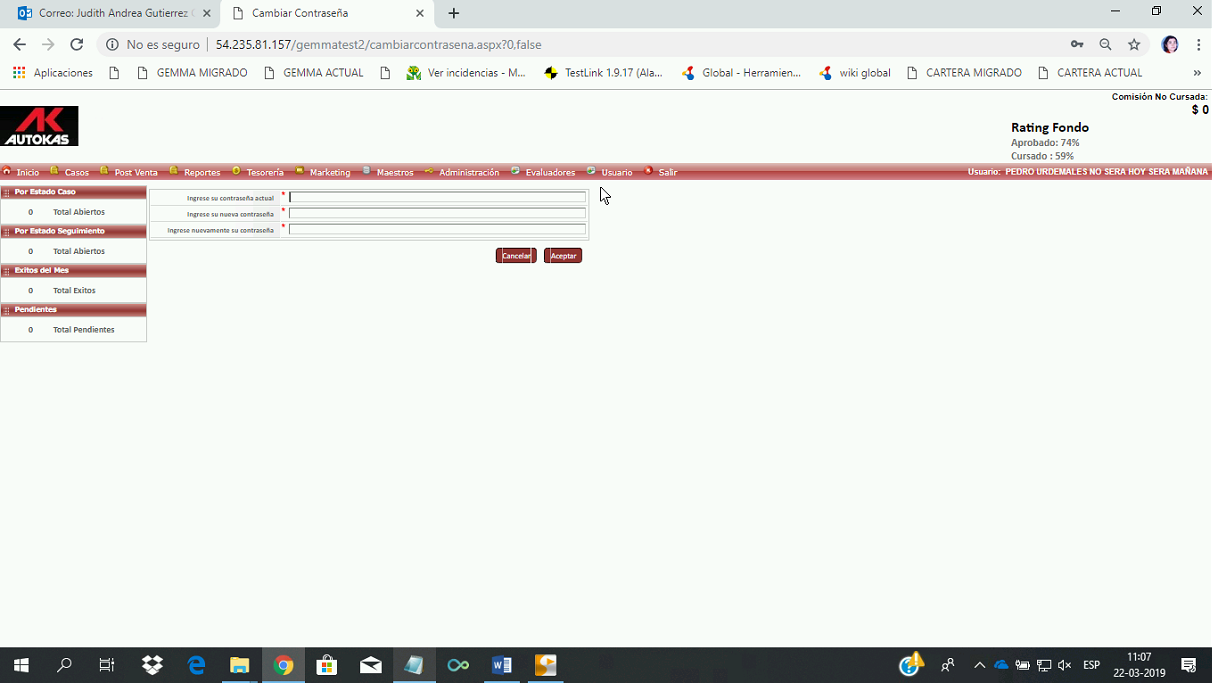 Correo: Judith Andrea Gutierrez
Cambiar Contraseña
No es seguro | 54.235.81.157/gemmatest2/cambiarcontrasena.aspx?0,false
Aplicaciones GEMMA MIGRADO GEMMA ACTUAL Ver incidencias - M... TestLink 1.9.17 (Ala... Global - Herramien... wiki global CARTERA MIGRADO CARTERA ACTUAL »
Comisión No Cursada:
$ 0
AK
AUTOKAS
Rating Fondo
Aprobado: 74%
Cursado : 59%
Inicio Casos Post Venta Reportes Tesorería Marketing Maestros Administración Evaluadores Usuario Salir Usuario: PEDRO URDEMALES NO SERA HOY SERA MAÑANA
Por Estado Caso
0 Total Abiertos
Por Estado Seguimiento
0 Total Abiertos
Exitos del Mes
0 Total Exitos
Pendientes
0 Total Pendientes
Ingrese su contraseña actual *
Ingrese su nueva contraseña *
Ingrese nuevamente su contraseña *
Cancelar Aceptar
ESP
11:07
22-03-2019